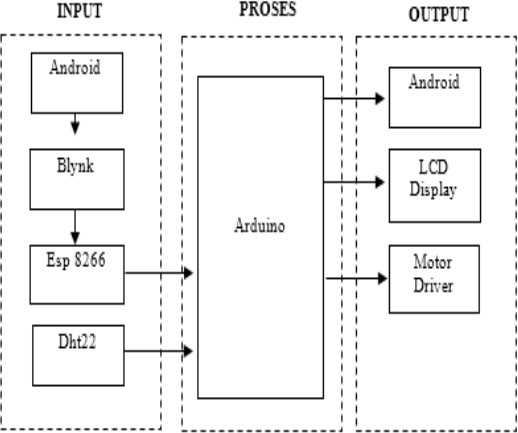 INPUT
PROSES
OUTPUT
Android
Blynk
Esp 8266
Dht22
Arduino
Android
LCD
Display
Motor
Driver